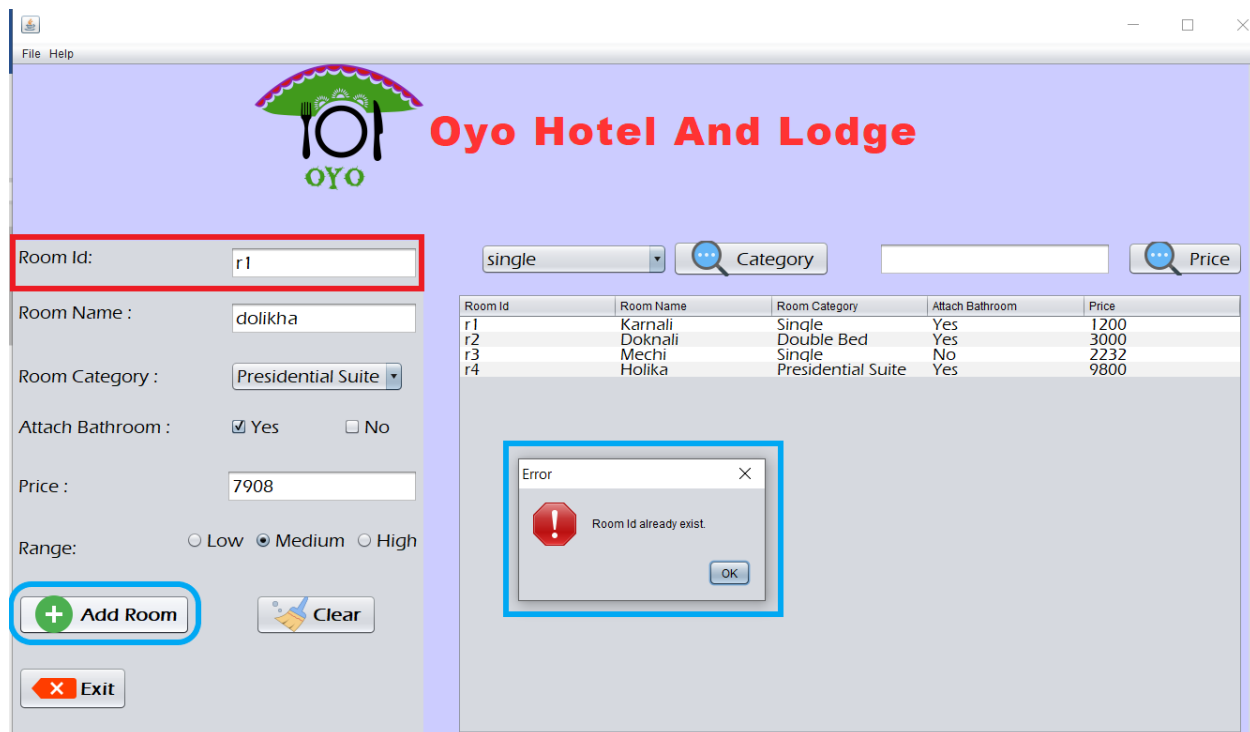 File Help
OYO
Oyo Hotel And Lodge
Room Id:
r1
Room Name :
dolikha
Room Category :
Presidential Suite
Attach Bathroom :
Yes
No
Price :
7908
Range:
Low
Medium
High
Add Room
Clear
Exit
single
Category
Price
Room Id Room Name Room Category Attach Bathroom Price
r1 Karnali Single Yes 1200
r2 Doknali Double Bed Yes 3000
r3 Mechi Single No 2232
r4 Holika Presidential Suite Yes 9800
Error
Room Id already exist.
OK